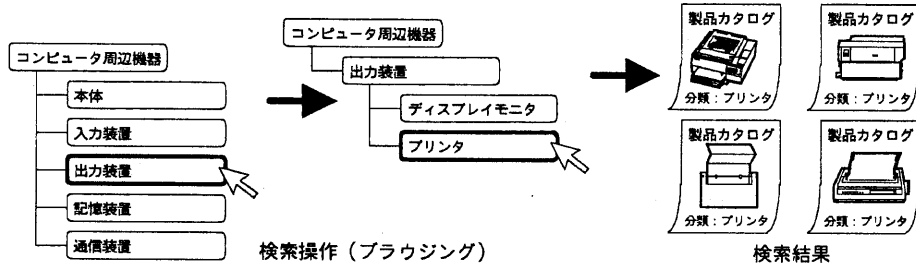 コンピュータ周辺機器
本体
入力装置
出力装置
記憶装置
通信装置
コンピュータ周辺機器
出力装置
ディスプレイモニタ
プリンタ
検索操作（ブラウジング）
製品カタログ
分類：プリンタ
製品カタログ
分類：プリンタ
製品カタログ
分類：プリンタ
製品カタログ
分類：プリンタ
検索結果